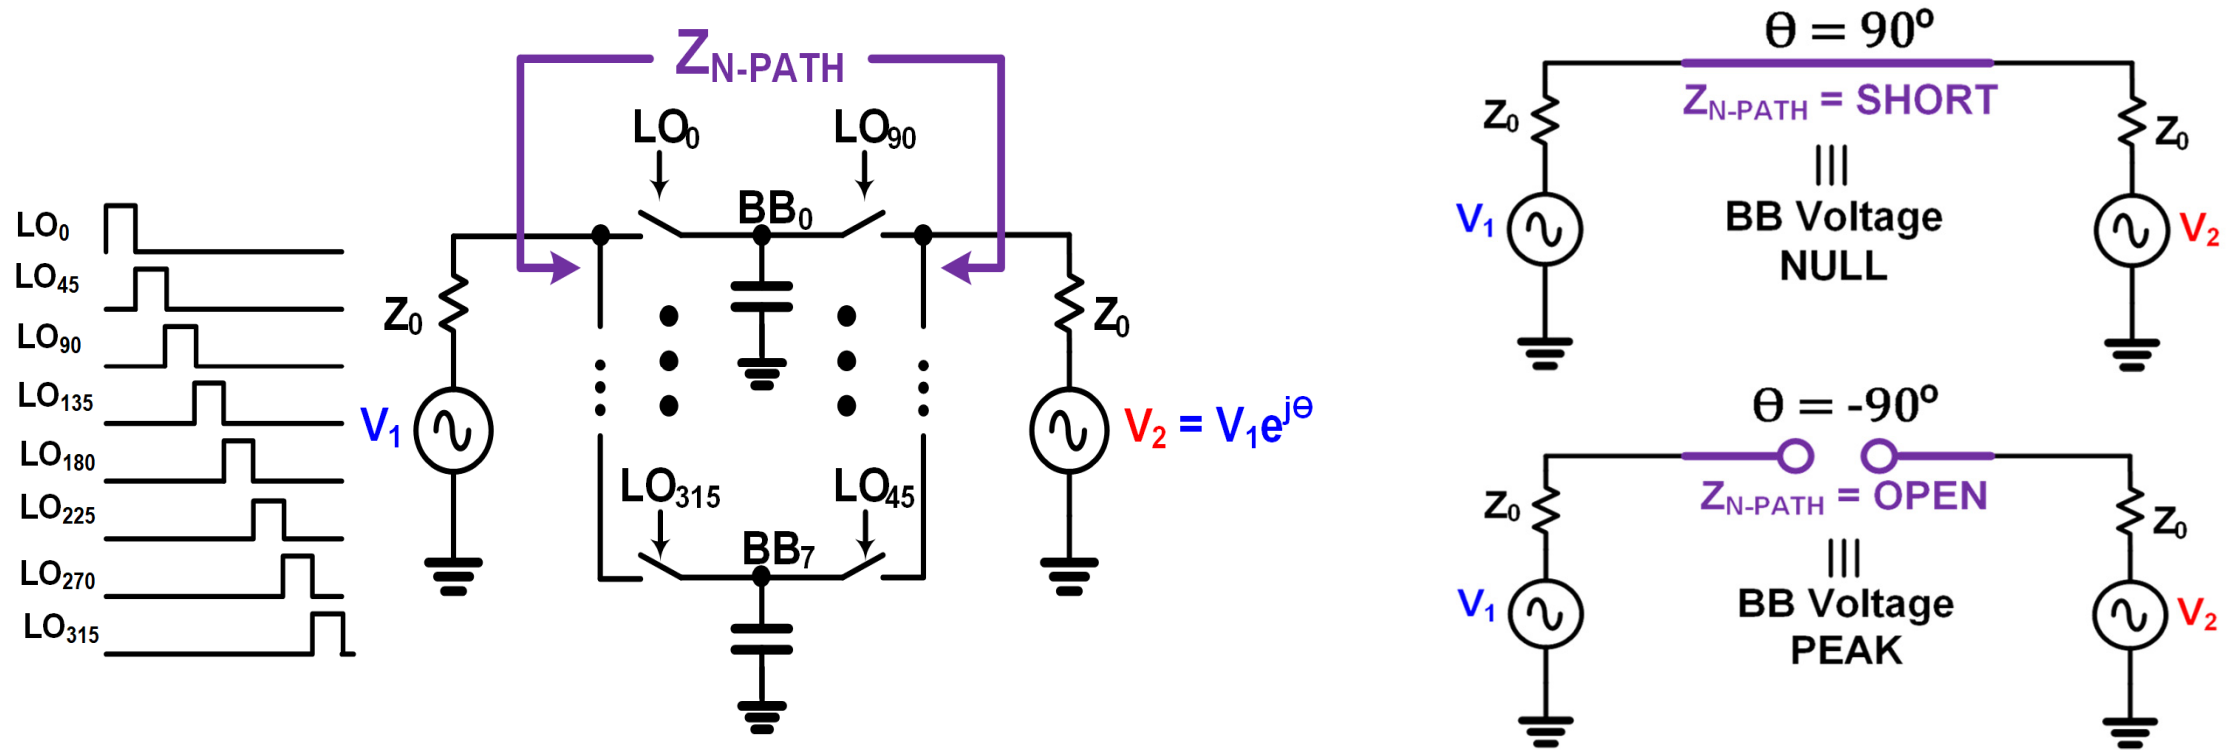 Z_N-PATH
LO0
LO90
BB0
LO0
LO45
LO90
LO135
LO180
LO225
LO270
LO315
Z0
Z0
V1
V2 = V1e^jθ
LO315
LO45
BB7
θ = 90º
Z_N-PATH = SHORT
Z0
Z0
BB Voltage
NULL
V1
V2
θ = -90º
Z_N-PATH = OPEN
Z0
Z0
BB Voltage
PEAK
V1
V2